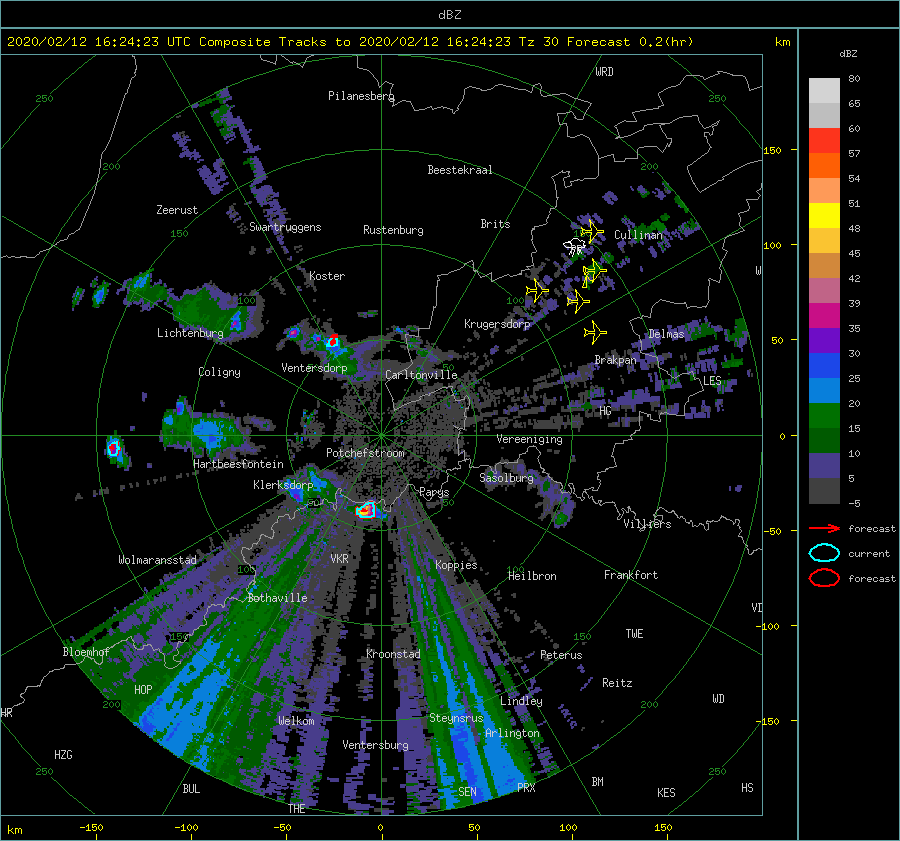 dBZ
2020/02/12 16:24:23 UTC Composite Tracks to 2020/02/12 16:24:23 Tz 30 Forecast 0.2(hr)
km
dBZ
80
65
60
57
54
51
48
45
42
39
35
30
25
20
15
10
5
-5
forecast
current
forecast
150
100
50
0
-50
-100
-150
250
250
WRD
Pilanesberg
200
200
Beestekraal
Zeerust
Swartruggens
150
Rustenburg
Brits
Cullinan
W
Koster
100
100
Lichtenburg
Krugersdorp
Delmas
Ventersdorp
Coligny
Carltonville
Brakpan
LES
HG
Vereeniging
Potchefstroom
Hartbeesfontein
Klerksdorp
Sasolburg
Parys
50
50
Villiers
VKR
Wolmaransstad
Koppies
100
100
Heilbron
Frankfort
Bothaville
VI
150
150
TWE
Bloemhof
Kroonstad
Peterus
Reitz
HOP
200
200
WD
HR
Lindley
Welkom
Steynsrus
Arlington
Ventersburg
HZG
250
250
BUL
THE
SEN
PRX
BM
KES
HS
km
-150
-100
-50
0
50
100
150